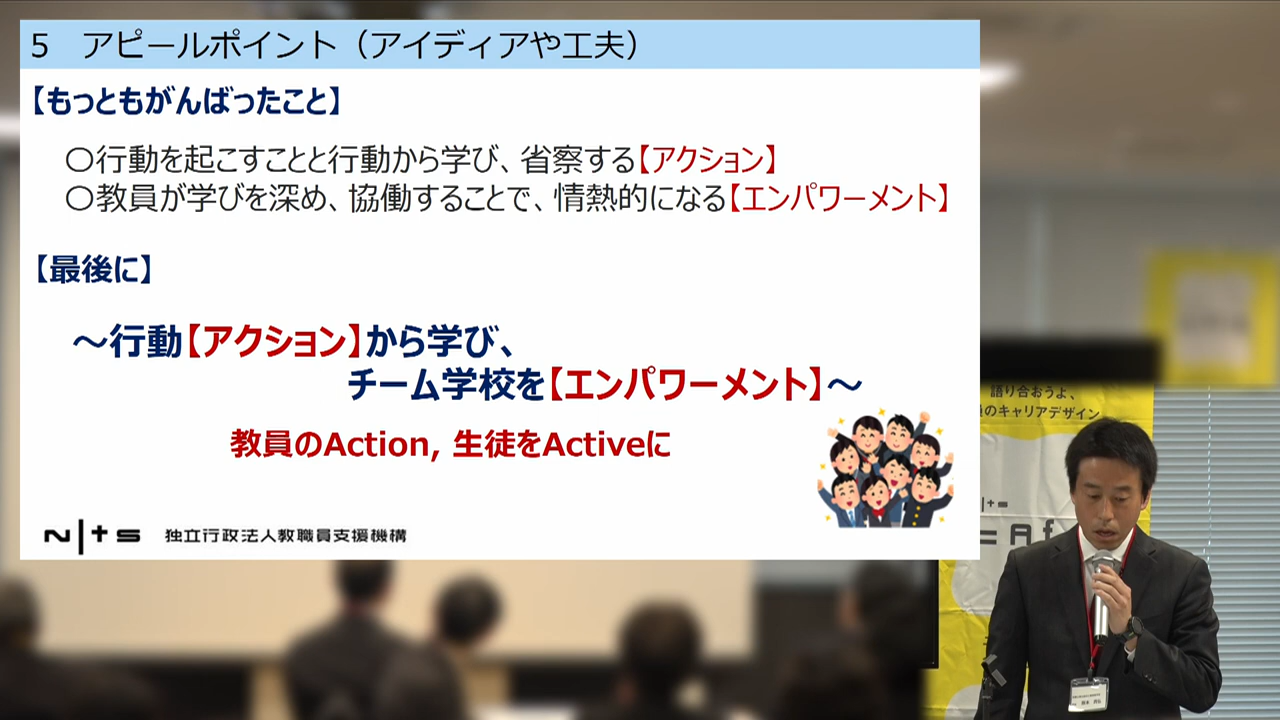 5 アピールポイント（アイディアや工夫）
【もっともがんばったこと】
○行動を起こすことと行動から学び、省察する【アクション】
○教員が学びを深め、協働することで、情熱的になる【エンパワーメント】
【最後に】
～行動【アクション】から学び、
チーム学校を【エンパワーメント】～
教員のAction, 生徒をActiveに
NITS 独立行政法人教職員支援機構
語り合おうよ、
のキャリアデザイン